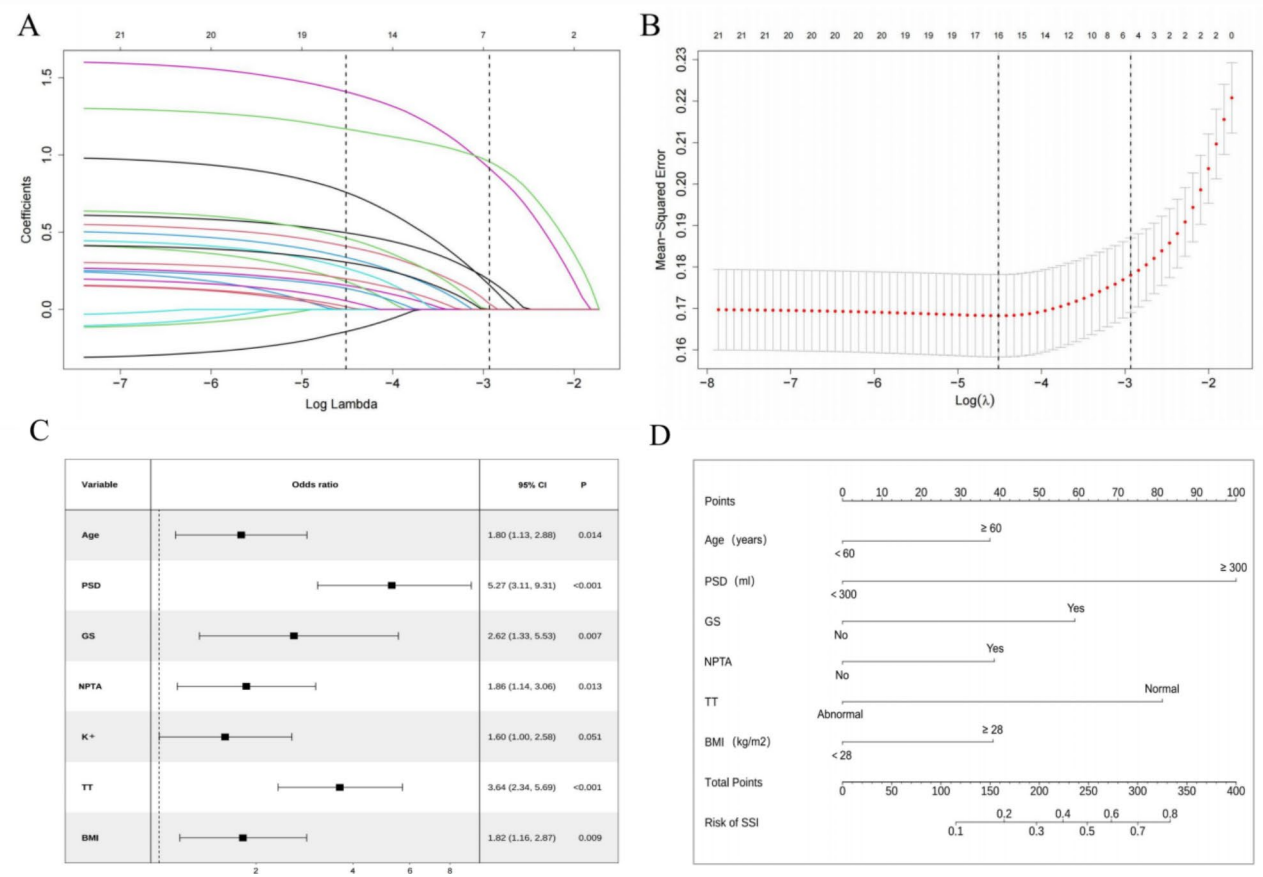 A
21 20 19 14 7 2
1.5
1.0
0.5
0.0
Coefficients
−7 −6 −5 −4 −3 −2
Log Lambda
B
21 21 21 20 20 20 20 20 19 19 19 17 16 15 14 12 10 8 6 4 3 2 2 2 2 0
0.23
0.22
0.21
0.20
0.19
0.18
0.17
0.16
Mean−Squared Error
−8 −7 −6 −5 −4 −3 −2
Log(λ)
C
Variable Odds ratio 95% CI P
Age 1.80 (1.13, 2.88) 0.014
PSD 5.27 (3.11, 9.31) <0.001
GS 2.62 (1.33, 5.53) 0.007
NPTA 1.86 (1.14, 3.06) 0.013
K+ 1.60 (1.00, 2.58) 0.051
TT 3.64 (2.34, 5.69) <0.001
BMI 1.82 (1.16, 2.87) 0.009
2 4 6 8
D
Points 0 10 20 30 40 50 60 70 80 90 100
≥ 60
Age (years)
< 60
≥ 300
PSD (ml)
< 300
Yes
GS
No
Yes
NPTA
No
Normal
TT
Abnormal
≥ 28
BMI (kg/m2)
< 28
Total Points
0 50 100 150 200 250 300 350 400
0.2 0.4 0.6 0.8
Risk of SSI
0.1 0.3 0.5 0.7